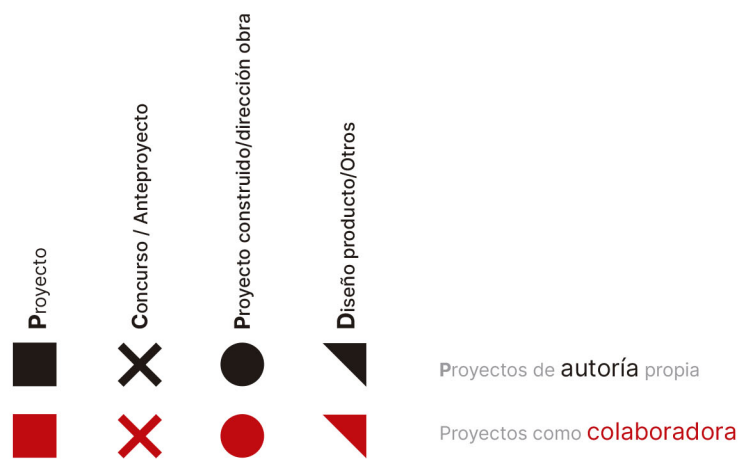 Proyecto
Concurso / Anteproyecto
Proyecto construido/dirección obra
Diseño producto/Otros
Proyectos de autoría propia
Proyectos como colaboradora